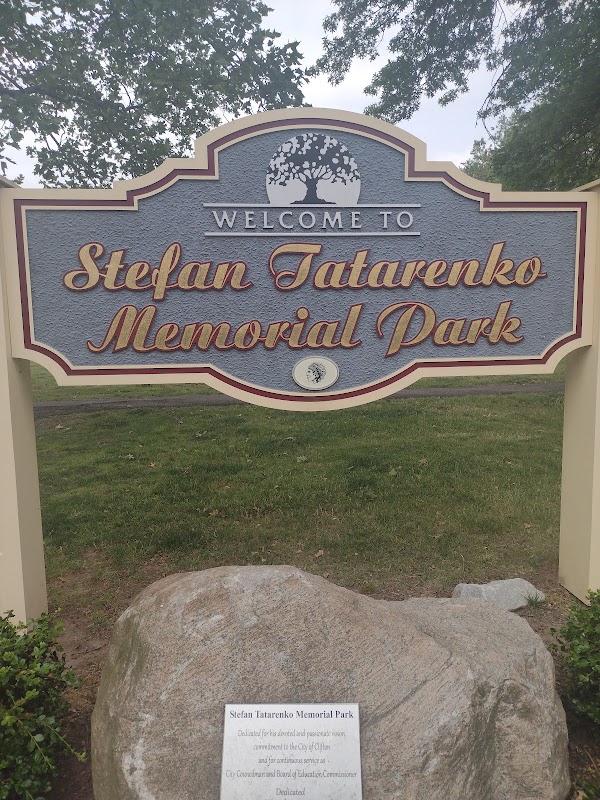 WELCOME TO
Stefan Tatarenko
Memorial Park
Stefan Tatarenko Memorial Park
Dedicated for his devoted and passionate vision,
commitment to the City of Clifton
and for continuous service as
City Councilman and Board of Education Commissioner
Dedicated